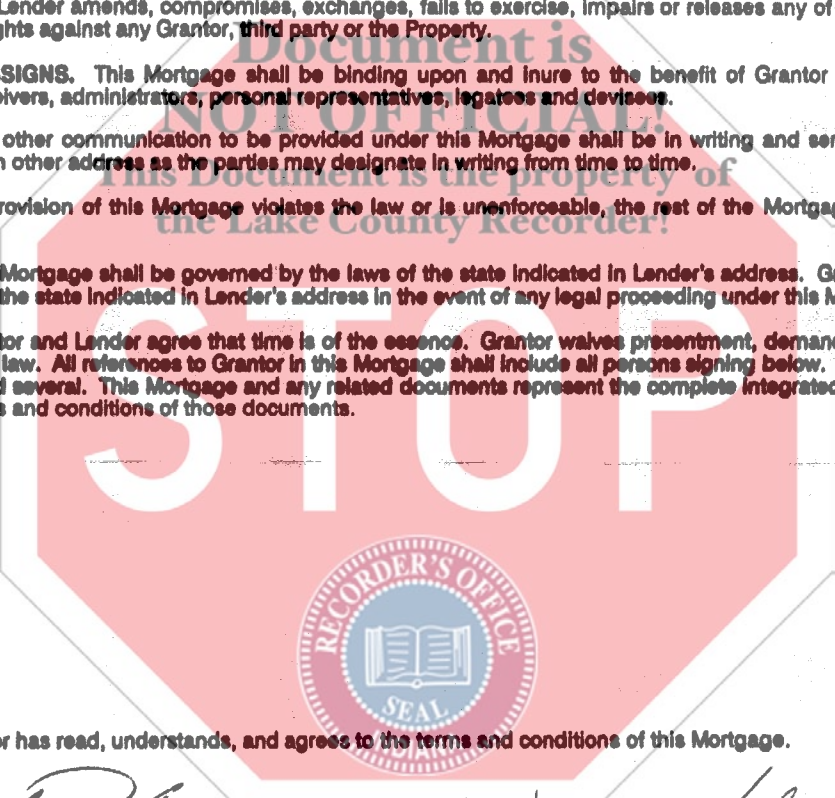 Lender amends, compromises, exchanges, fails to exercise, impairs or releases any of
ghts against any Grantor, third party or the Property.
Document is
SIGNS. This Mortgage shall be binding upon and inure to the benefit of Grantor
ivers, administrators, personal representatives, legatees and devisees.
NOT OFFICIAL!
other communication to be provided under this Mortgage shall be in writing and ser
n other address as the parties may designate in writing from time to time.
This Document is the property of
rovision of this Mortgage violates the law or is unenforceable, the rest of the Mortga
the Lake County Recorder!
Mortgage shall be governed by the laws of the state indicated in Lender's address. G
the state indicated in Lender's address in the event of any legal proceeding under this M
tor and Lender agree that time is of the essence. Grantor waives presentment, deman
law. All references to Grantor in this Mortgage shall include all persons signing below.
d several. This Mortgage and any related documents represent the complete integrated
s and conditions of those documents.
STOP
RECORDER'S OFFICE
SEAL
INDIANA
or has read, understands, and agrees to the terms and conditions of this Mortgage.